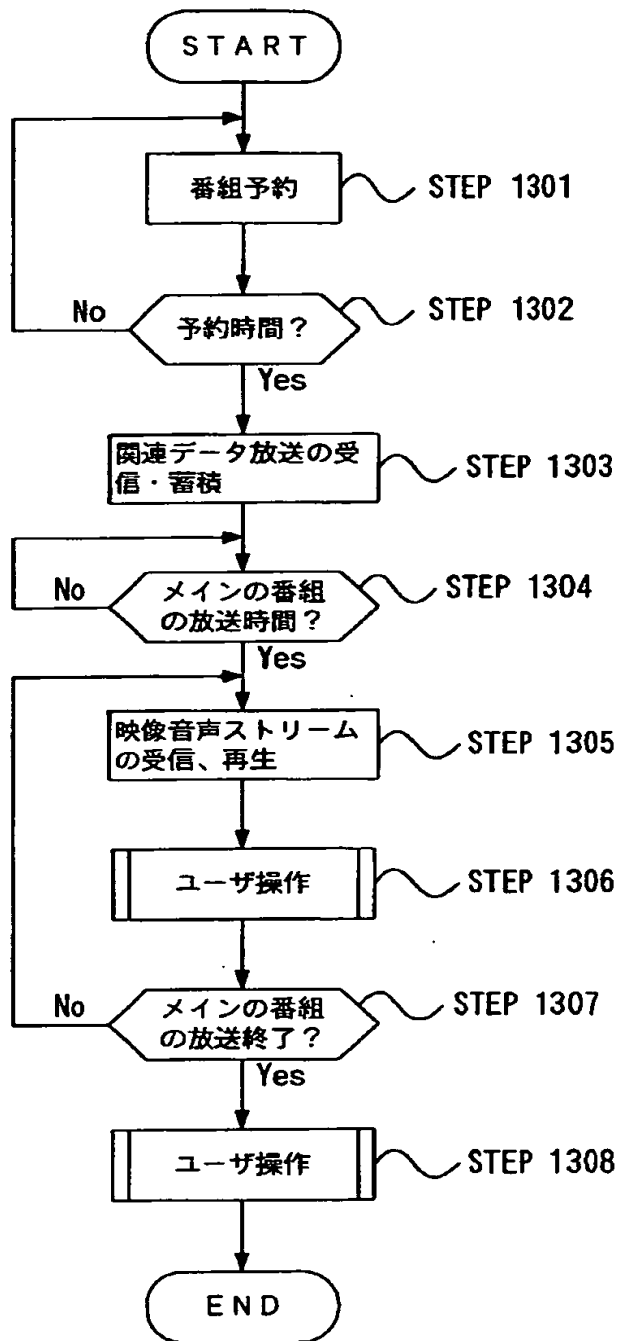 START
番組予約
STEP 1301
予約時間？
STEP 1302
No
Yes
関連データ放送の受
信・蓄積
STEP 1303
メインの番組
の放送時間？
STEP 1304
No
Yes
映像音声ストリーム
の受信、再生
STEP 1305
ユーザ操作
STEP 1306
メインの番組
の放送終了？
STEP 1307
No
Yes
ユーザ操作
STEP 1308
END